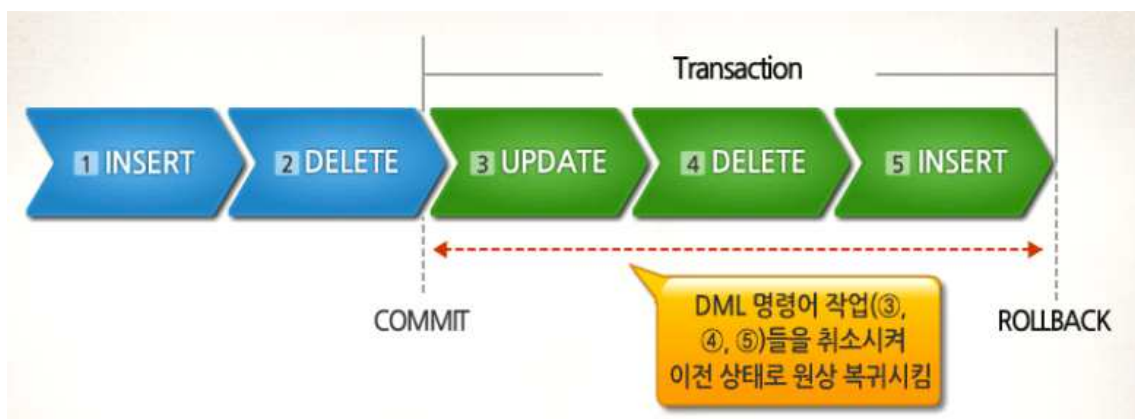 Transaction
1 INSERT
2 DELETE
3 UPDATE
4 DELETE
5 INSERT
COMMIT
DML 명령어 작업(③,
④, ⑤)들을 취소시켜
이전 상태로 원상 복귀시킴
ROLLBACK